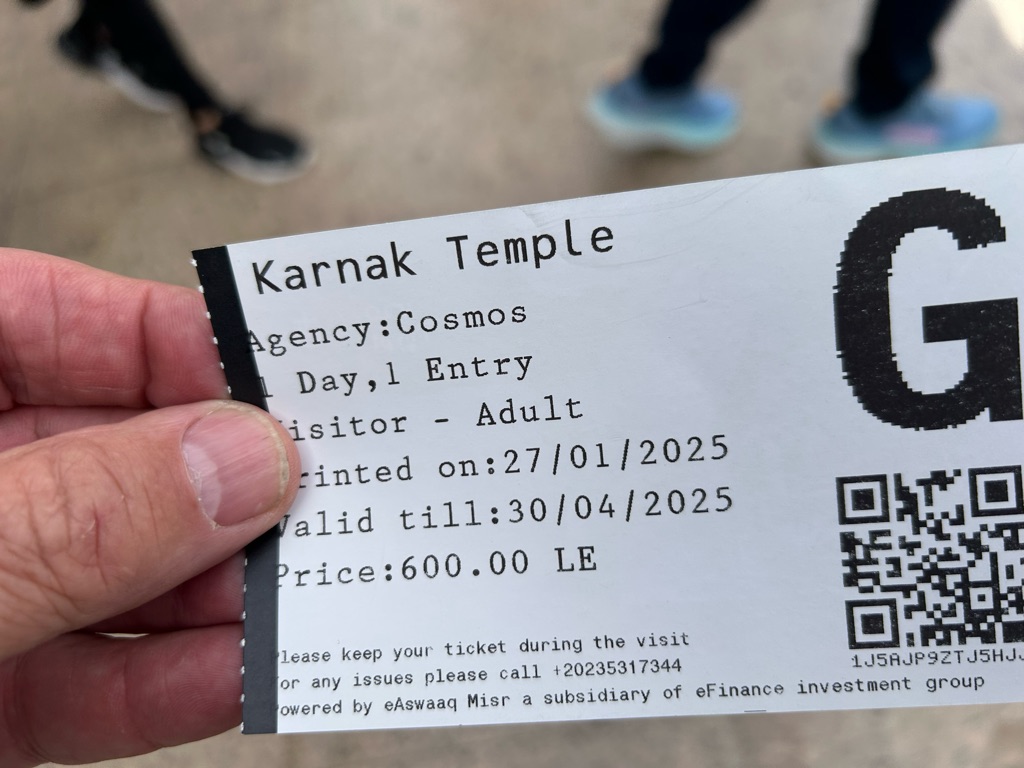 Karnak Temple
Agency:Cosmos
1 Day,1 Entry
isitor - Adult
rinted on:27/01/2025
Valid till:30/04/2025
Price:600.00 LE
G
lease keep your ticket during the visit
or any issues please call +20235317344
owered by eAswaaq Misr a subsidiary of eFinance investment group
1J5AJP9ZTJ5HJJ